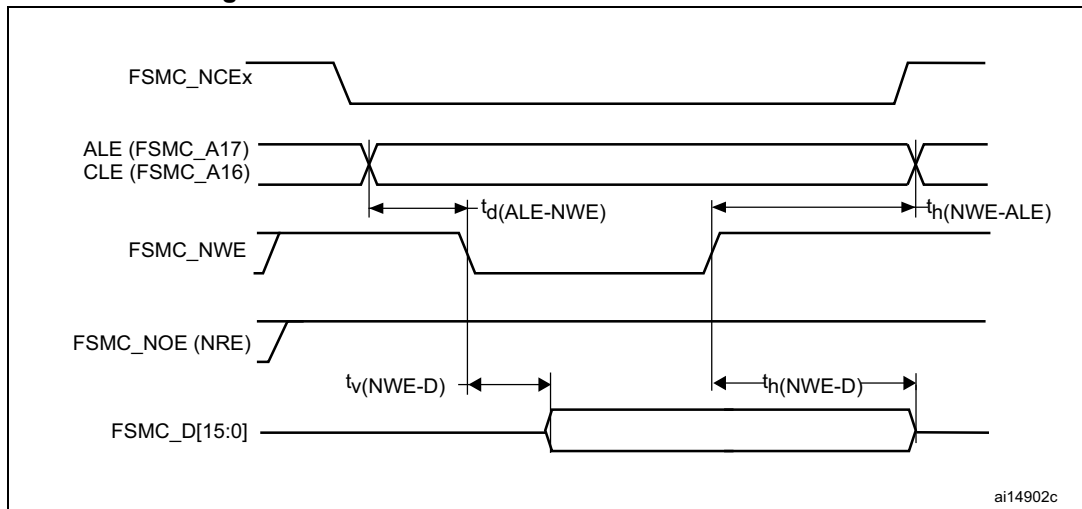 FSMC_NCEx
ALE (FSMC_A17)
CLE (FSMC_A16)
td(ALE-NWE)
th(NWE-ALE)
FSMC_NWE
FSMC_NOE (NRE)
tv(NWE-D)
th(NWE-D)
FSMC_D[15:0]
ai14902c